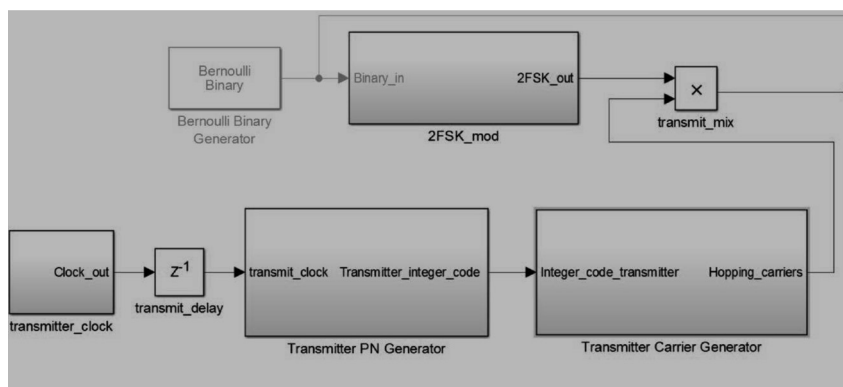 Bernoulli
Binary
Bernoulli Binary
Generator
Binary_in
2FSK_out
2FSK_mod
×
transmit_mix
Clock_out
transmitter_clock
z-1
transmit_delay
transmit_clock
Transmitter_integer_code
Transmitter PN Generator
Integer_code_transmitter
Hopping_carriers
Transmitter Carrier Generator